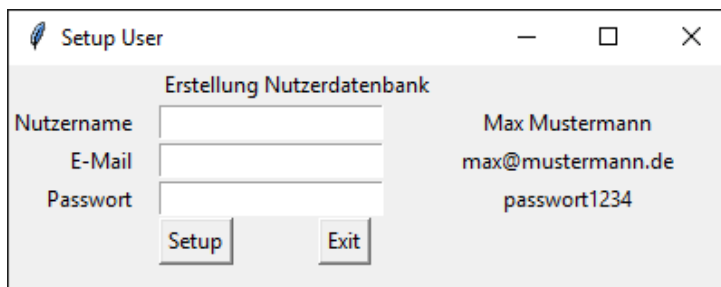 Setup User
Erstellung Nutzerdatenbank
Nutzername Max Mustermann
E-Mail max@mustermann.de
Passwort passwort1234
Setup Exit